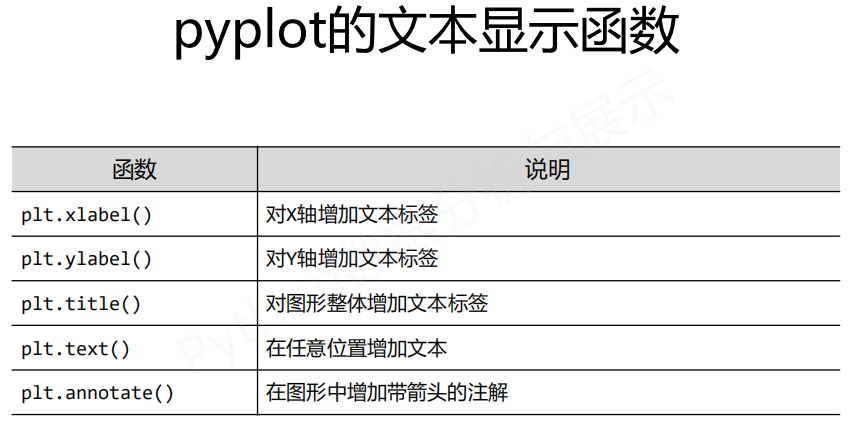 pyplot的文本显示函数
函数 说明
plt.xlabel() 对X轴增加文本标签
plt.ylabel() 对Y轴增加文本标签
plt.title() 对图形整体增加文本标签
plt.text() 在任意位置增加文本
plt.annotate() 在图形中增加带箭头的注解